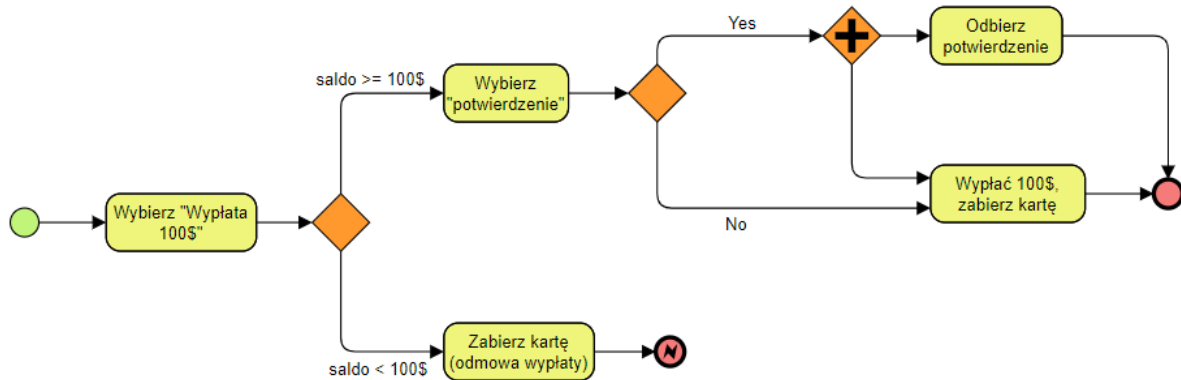 Yes
Odbierz
potwierdzenie
saldo >= 100$
Wybierz
"potwierdzenie"
Wypłać 100$,
zabierz kartę
No
Wybierz "Wypłata
100$"
Zabierz kartę
(odmowa wypłaty)
saldo < 100$